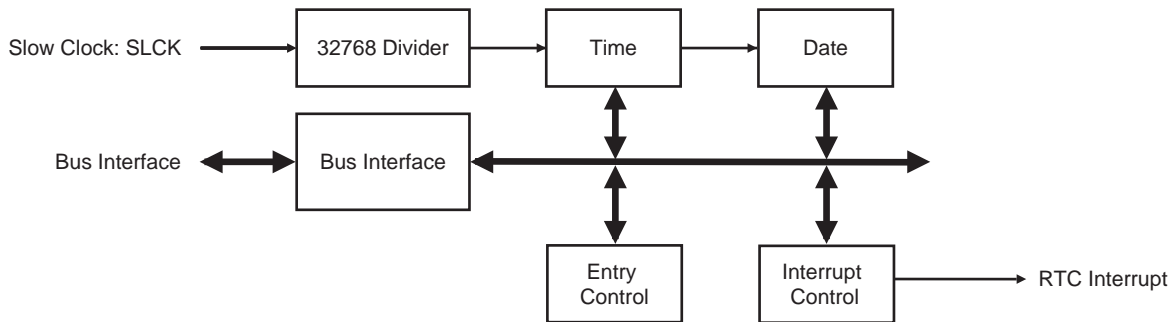 Slow Clock: SLCK
32768 Divider
Time
Date
Bus Interface
Bus Interface
Entry
Control
Interrupt
Control
RTC Interrupt